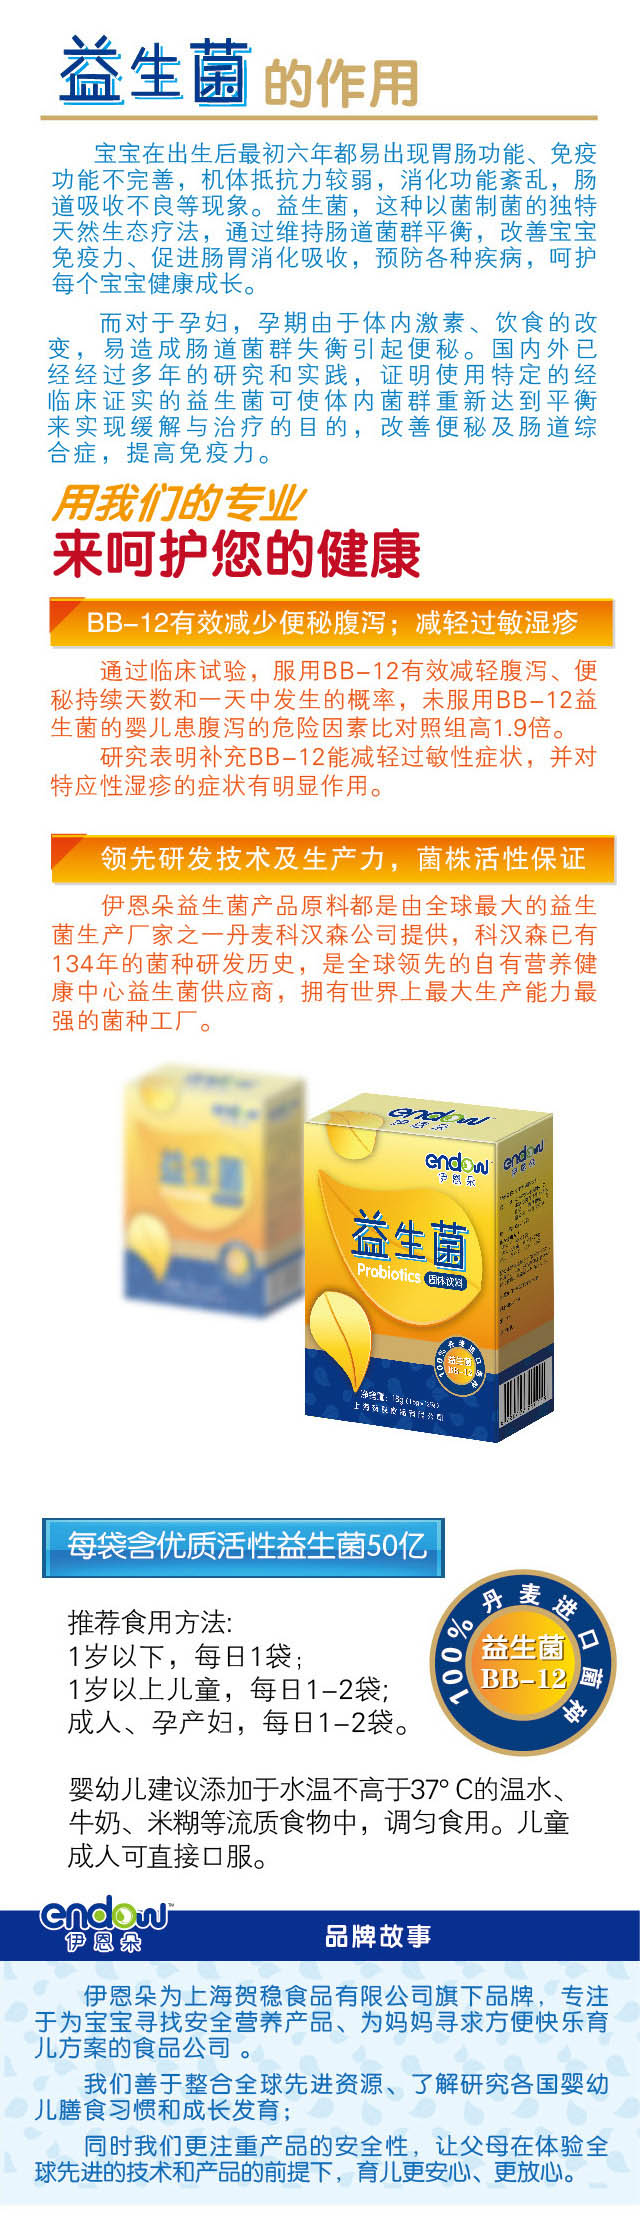 益生菌的作用
宝宝在出生后最初六年都易出现胃肠功能、免疫
功能不完善，机体抵抗力较弱，消化功能紊乱，肠
道吸收不良等现象。益生菌，这种以菌制菌的独特
天然生态疗法，通过维持肠道菌群平衡，改善宝宝
免疫力、促进肠胃消化吸收，预防各种疾病，呵护
每个宝宝健康成长。
而对于孕妇，孕期由于体内激素、饮食的改
变，易造成肠道菌群失衡引起便秘。国内外已
经经过多年的研究和实践，证明使用特定的经
临床证实的益生菌可使体内菌群重新达到平衡
来实现缓解与治疗的目的，改善便秘及肠道综
合症，提高免疫力。
用我们的专业
来呵护您的健康
BB-12有效减少便秘腹泻；减轻过敏湿疹
通过临床试验，服用BB-12有效减轻腹泻、便
秘持续天数和一天中发生的概率，未服用BB-12益
生菌的婴儿患腹泻的危险因素比对照组高1.9倍。
研究表明补充BB-12能减轻过敏性症状，并对
特应性湿疹的症状有明显作用。
领先研发技术及生产力，菌株活性保证
伊恩朵益生菌产品原料都是由全球最大的益生
菌生产厂家之一丹麦科汉森公司提供，科汉森已有
134年的菌种研发历史，是全球领先的自有营养健
康中心益生菌供应商，拥有世界上最大生产能力最
强的菌种工厂。
益生菌
endow
伊恩朵
endow
伊恩朵
endow
伊恩朵
益生菌
Probiotics 固体饮料
100%丹麦进口菌种
益生菌
BB-12
每袋含优质活性益生菌50亿
推荐食用方法:
1岁以下，每日1袋；
1岁以上儿童，每日1-2袋;
成人、孕产妇，每日1-2袋。
100%丹麦进口菌种
益生菌
BB-12
婴幼儿建议添加于水温不高于37°C的温水、
牛奶、米糊等流质食物中，调匀食用。儿童
成人可直接口服。
endow™
伊恩朵
品牌故事
伊恩朵为上海贺稳食品有限公司旗下品牌，专注
于为宝宝寻找安全营养产品、为妈妈寻求方便快乐育
儿方案的食品公司 。
我们善于整合全球先进资源、了解研究各国婴幼
儿膳食习惯和成长发育；
同时我们更注重产品的安全性，让父母在体验全
球先进的技术和产品的前提下，育儿更安心、更放心。